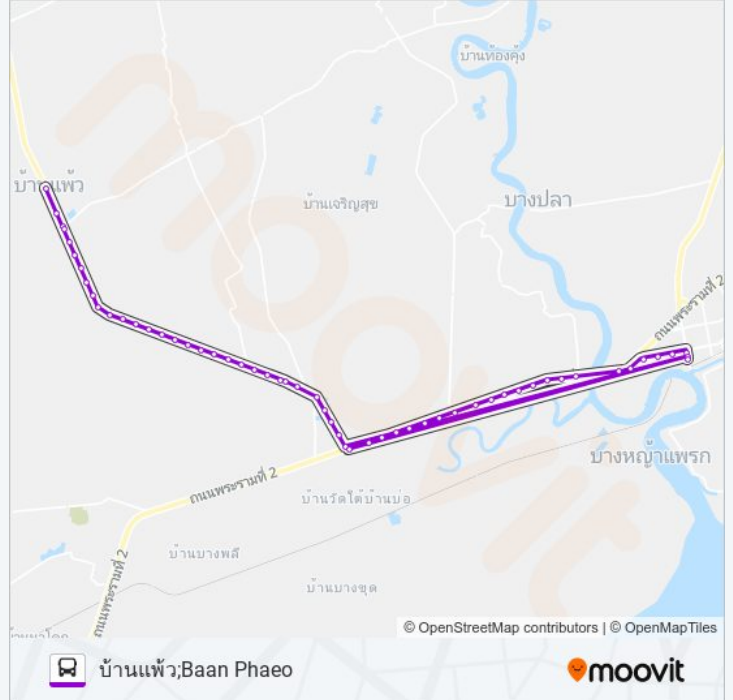 บ้านท้องคุ้ง
บ้านแพ้ว
บ้านเจริญสุข
บางปลา
ถนนพระรามที่ 2
บางหญ้าแพรก
ถนนพระรามที่ 2
บ้านวัดใต้บ้านบ่อ
บ้านบางพลี
ถนนพระรามที่ 2
บ้านบางขุด
© OpenStreetMap contributors | © OpenMapTiles
บ้านแพ้ว;Baan Phaeo
moovit
moovit